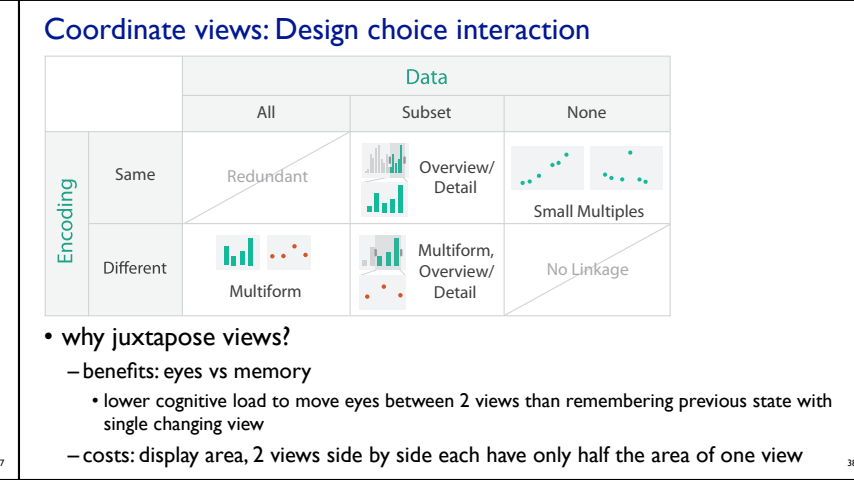 Coordinate views: Design choice interaction
Data
All Subset None
Encoding
Same
Redundant
Overview/
Detail
Small Multiples
Different
Multiform
Multiform,
Overview/
Detail
No Linkage
• why juxtapose views?
– benefits: eyes vs memory
• lower cognitive load to move eyes between 2 views than remembering previous state with
single changing view
– costs: display area, 2 views side by side each have only half the area of one view
7
38